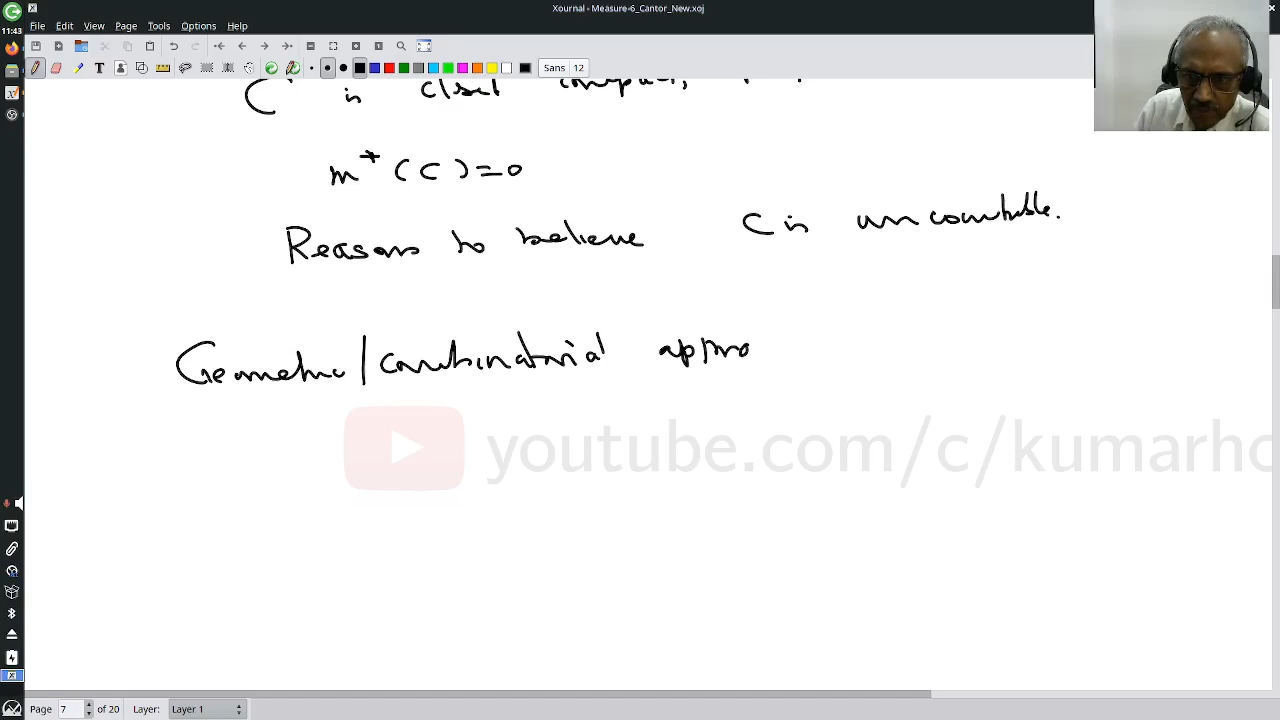 Xournal - Measure-6_Cantor_New.xoj
11:43
File Edit View Page Tools Options Help
Sans 12
C is closed compact,
m* (C) = 0
Reasons to believe C is uncountable.
Geometric/combinatorial appro
youtube.com/c/kumarhc
Page 7 of 20 Layer: Layer 1